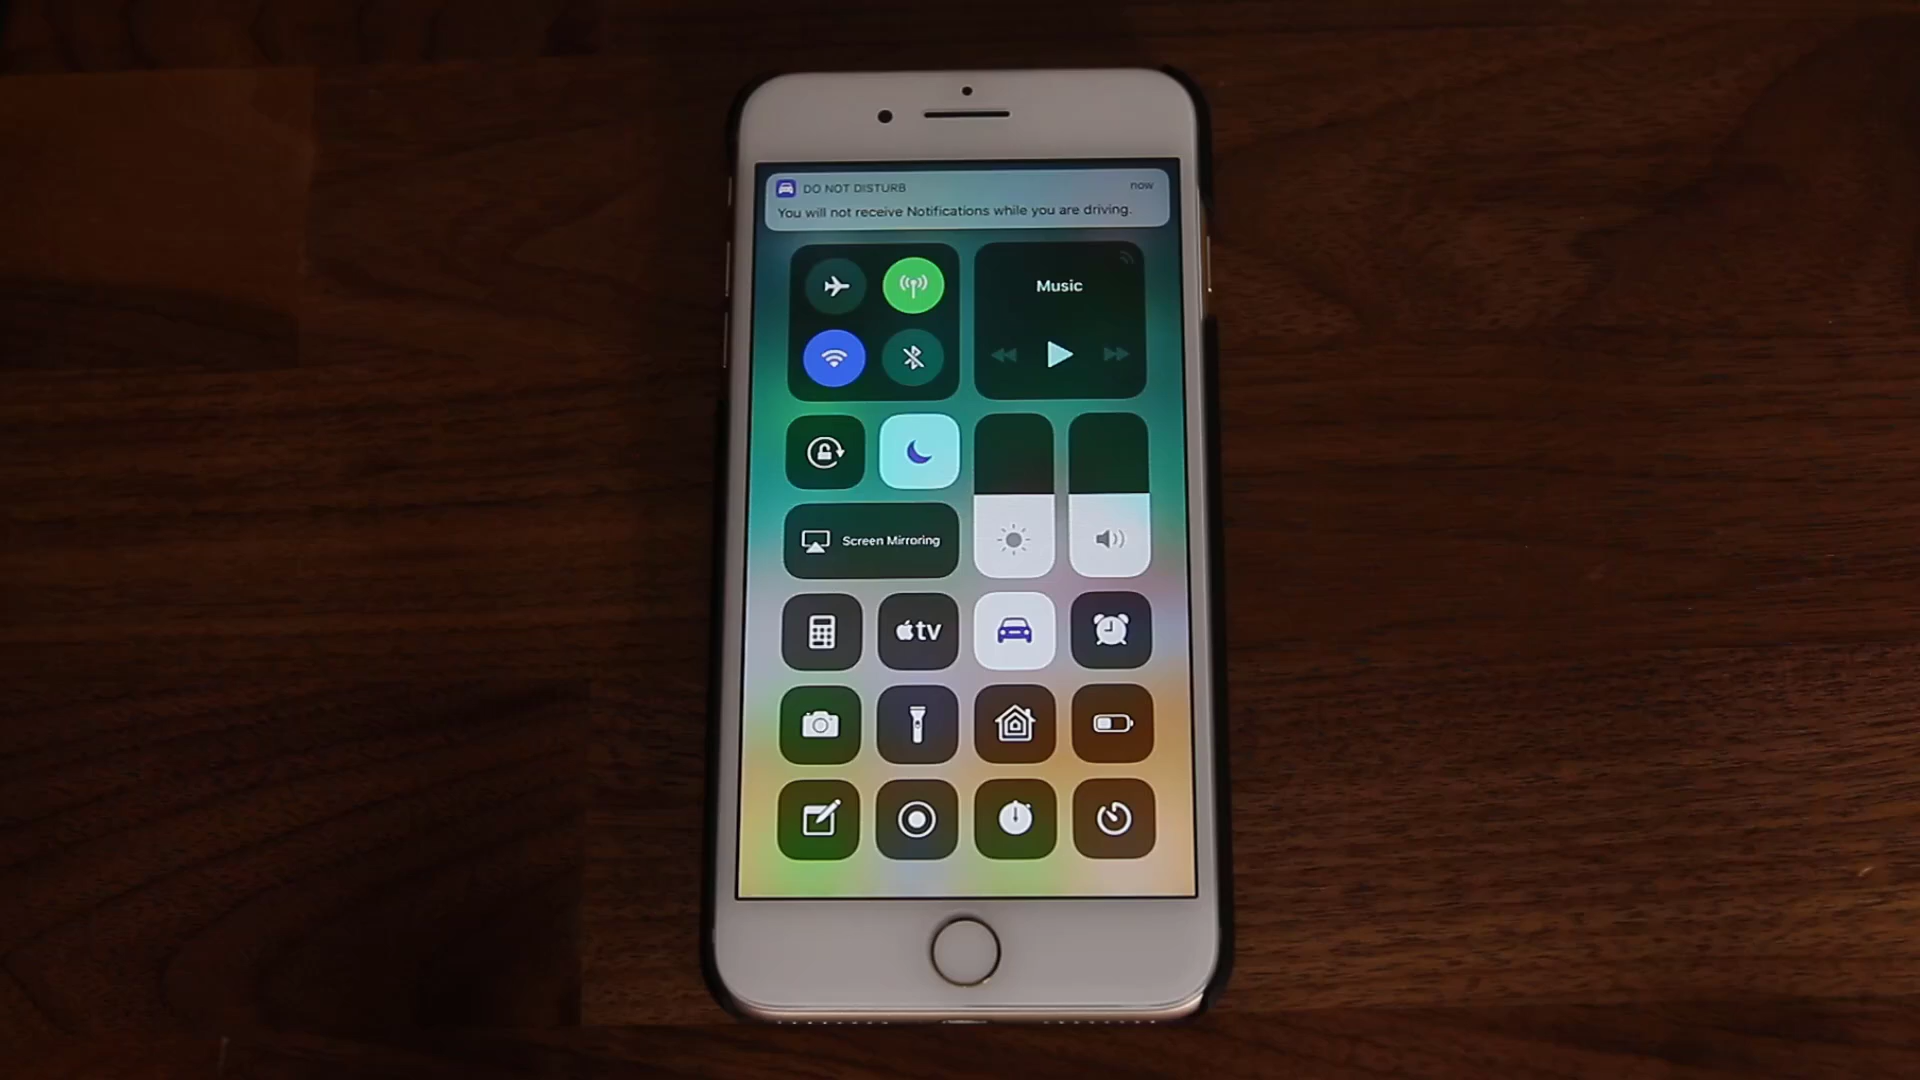 DO NOT DISTURB
now
You will not receive Notifications while you are driving.
Music
Screen Mirroring
tv